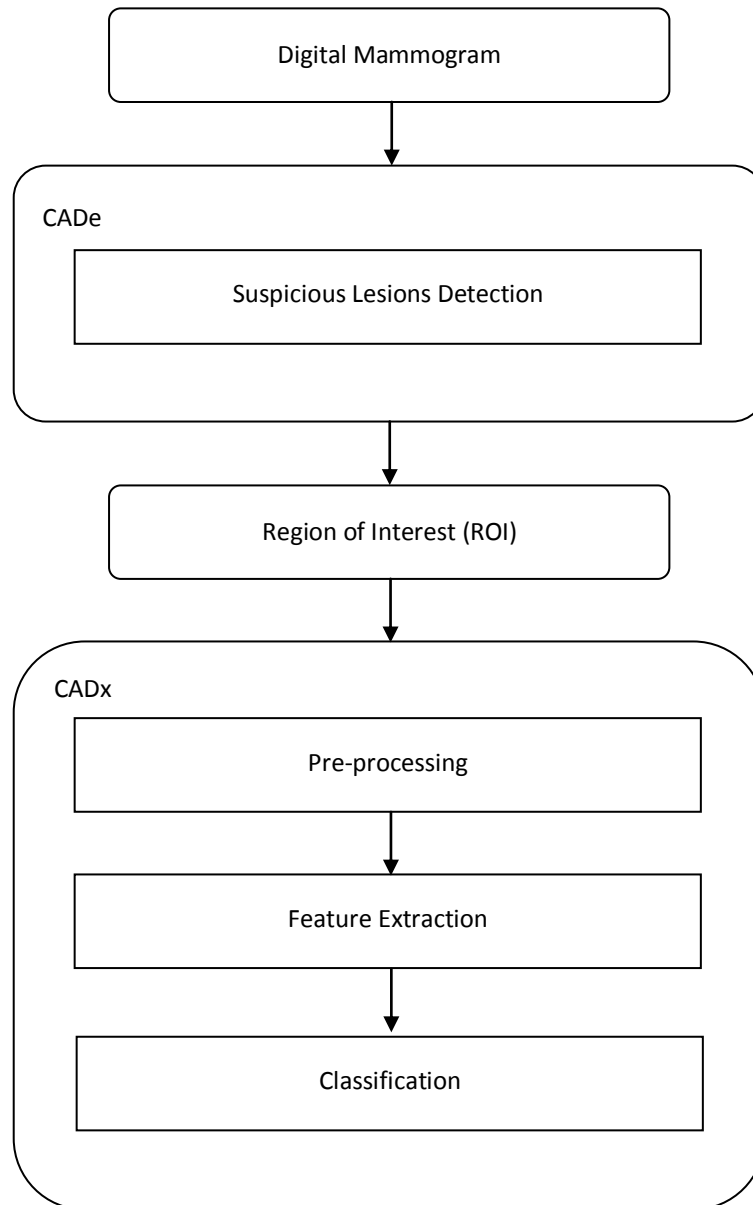 Digital Mammogram
CADe
Suspicious Lesions Detection
Region of Interest (ROI)
CADx
Pre-processing
Feature Extraction
Classification